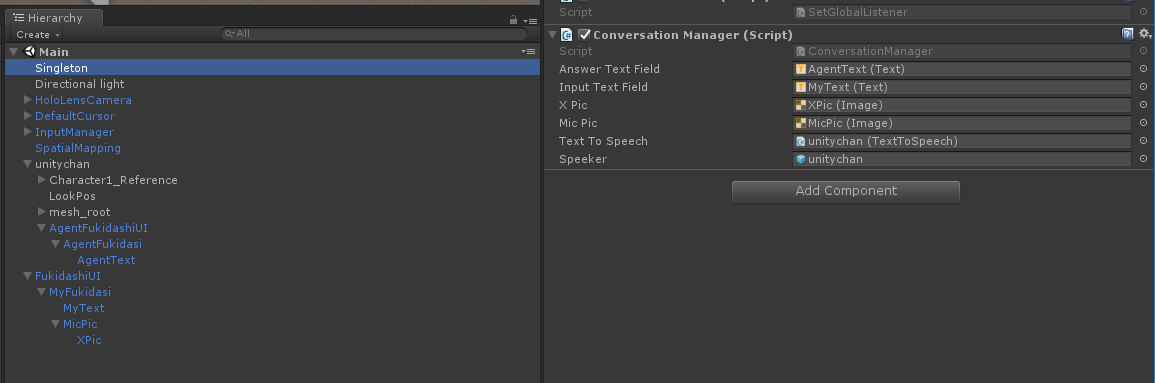 Hierarchy
Create
All
Main
Singleton
Directional light
HoloLensCamera
DefaultCursor
InputManager
SpatialMapping
unitychan
Character1_Reference
LookPos
mesh_root
AgentFukidashiUI
AgentFukidasi
AgentText
FukidashiUI
MyFukidasi
MyText
MicPic
XPic
Script SetGlobalListener
Conversation Manager (Script)
Script ConversationManager
Answer Text Field AgentText (Text)
Input Text Field MyText (Text)
X Pic XPic (Image)
Mic Pic MicPic (Image)
Text To Speech unitychan (TextToSpeech)
Speeker unitychan
Add Component